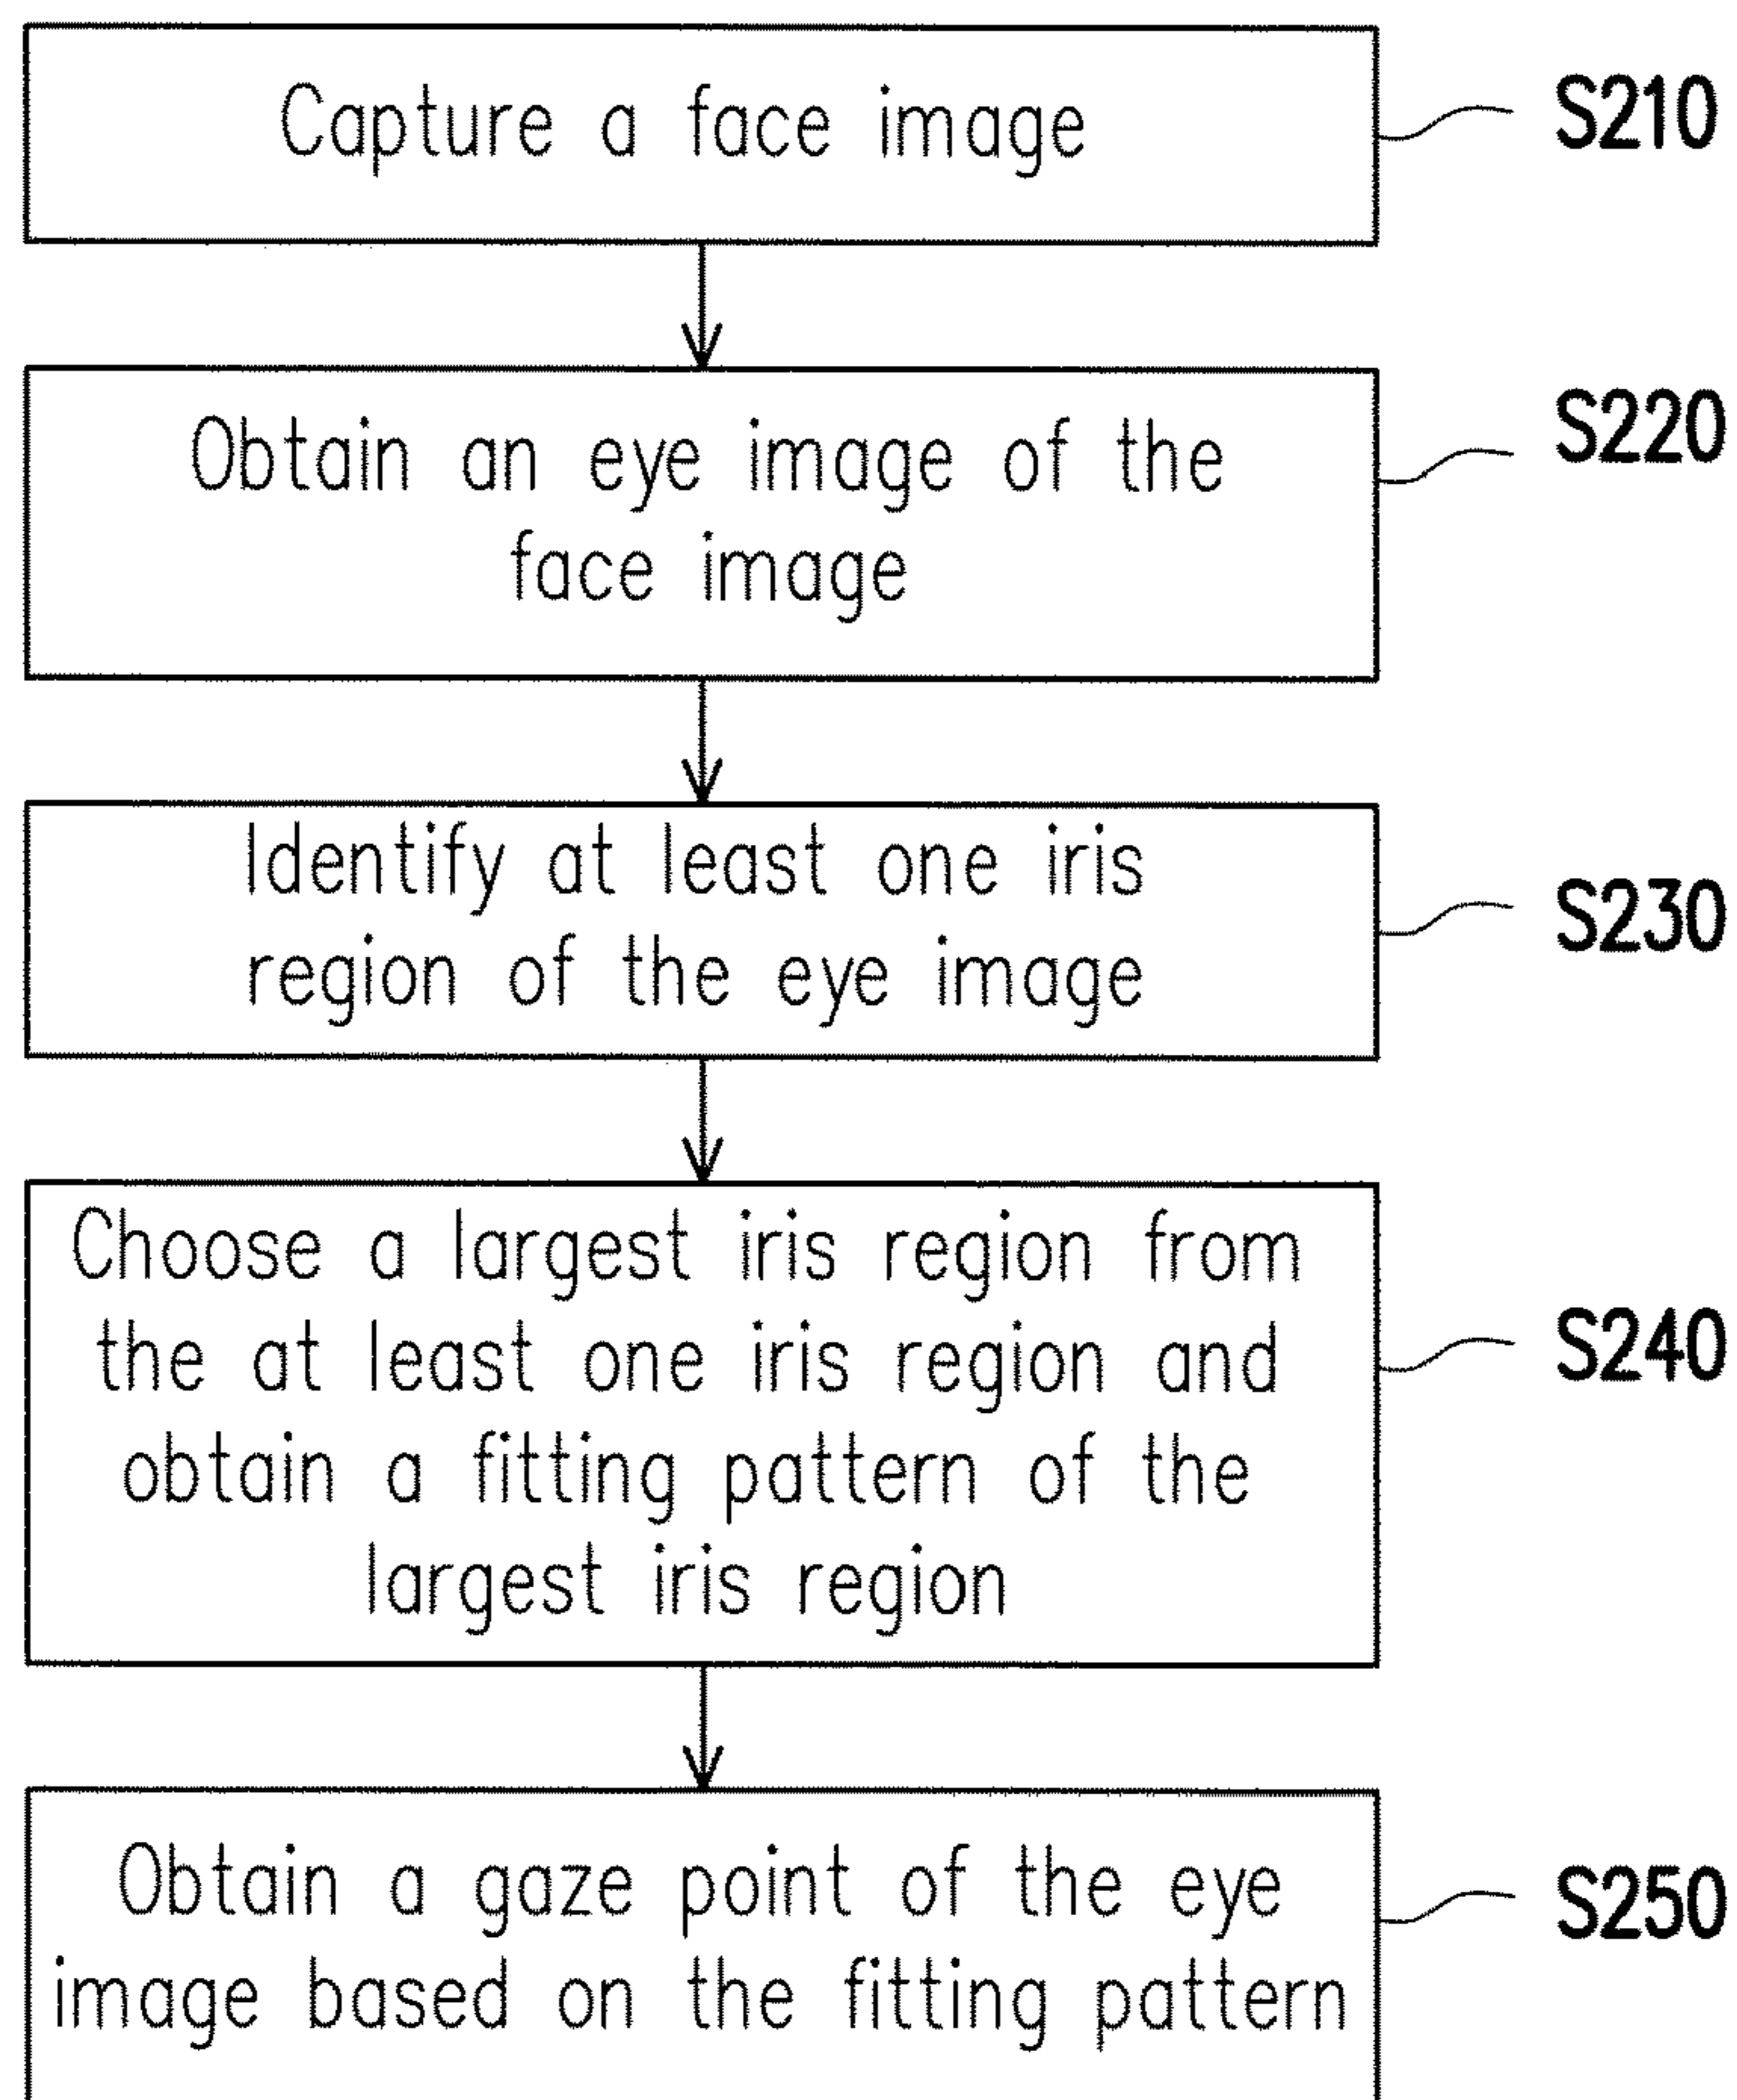 Capture a face image
S210
Obtain an eye image of the
face image
S220
Identify at least one iris
region of the eye image
S230
Choose a largest iris region from
the at least one iris region and
obtain a fitting pattern of the
largest iris region
S240
Obtain a gaze point of the eye
image based on the fitting pattern
S250